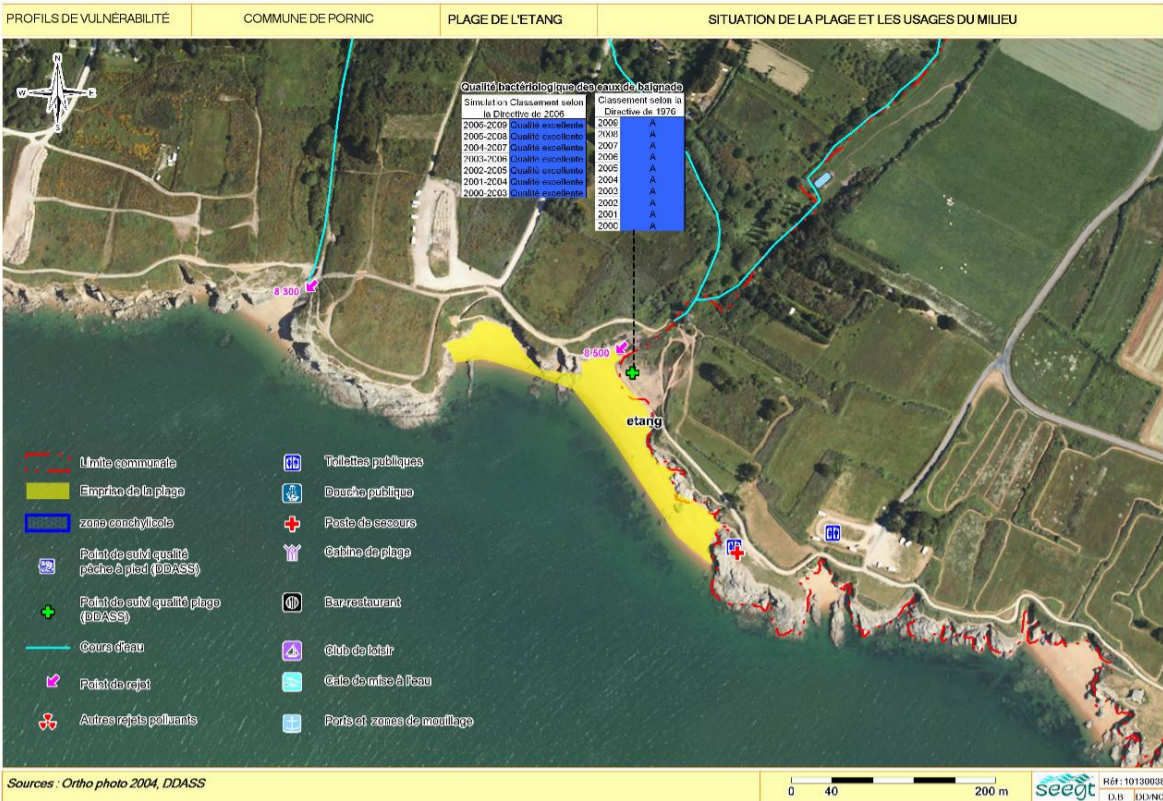 PROFILS DE VULNÉRABILITÉ
COMMUNE DE PORNIC
PLAGE DE L'ETANG
SITUATION DE LA PLAGE ET LES USAGES DU MILIEU
N
W E
S
Qualité bactériologique des eaux de baignade
Simulation Classement selon
la Directive de 2006
2006-2009 Qualité excellente
2005-2008 Qualité excellente
2004-2007 Qualité excellente
2003-2006 Qualité excellente
2002-2005 Qualité excellente
2001-2004 Qualité excellente
2000-2003 Qualité excellente
Classement selon la
Directive de 1976
2009 A
2008 A
2007 A
2006 A
2005 A
2004 A
2003 A
2002 A
2001 A
2000 A
8 300
8 500
etang
Limite communale
Emprise de la plage
zone conchylicole
Point de suivi qualité
pêche à pied (DDASS)
Point de suivi qualité plage
(DDASS)
Cours d'eau
Point de rejet
Autres rejets polluants
Toilettes publiques
Douche publique
Poste de secours
Cabine de plage
Bar-restaurant
Club de loisir
Cale de mise à l'eau
Ports et zones de mouillage
Sources : Ortho photo 2004, DDASS
0 40 200 m
seegt
Réf : 10130038
D.B DD/NO